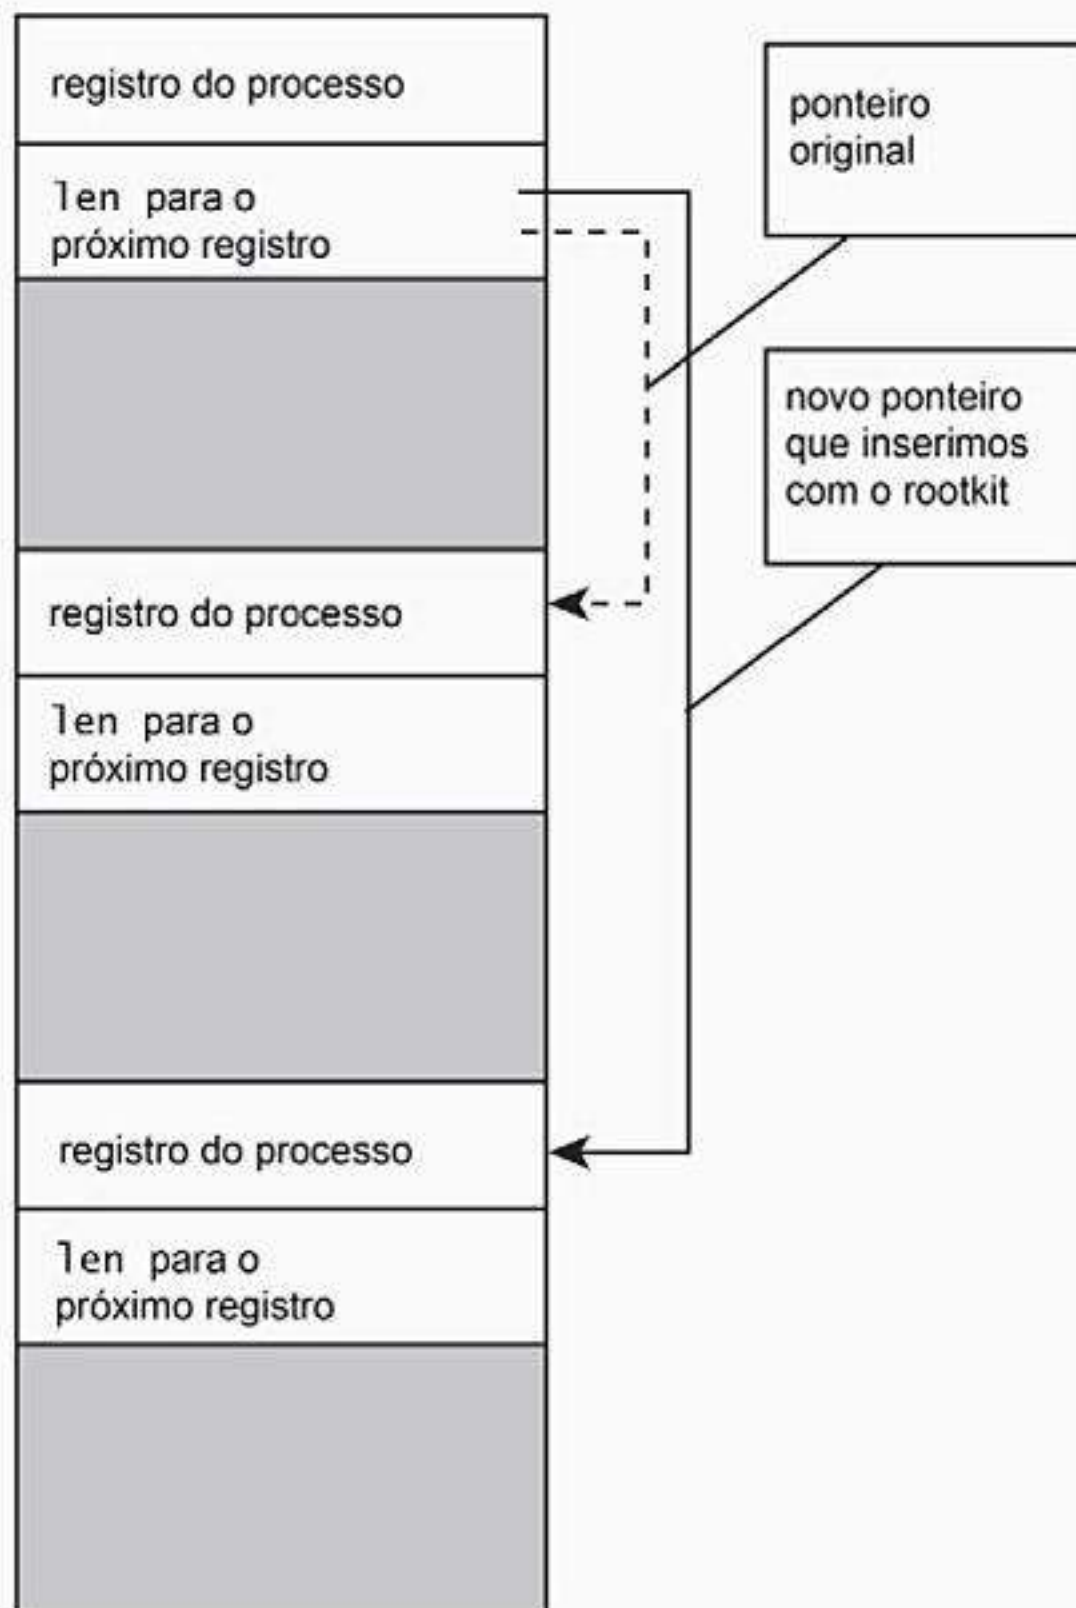 registro do processo
len para o
próximo registro
ponteiro
original
novo ponteiro
que inserimos
com o rootkit
registro do processo
len para o
próximo registro
registro do processo
len para o
próximo registro